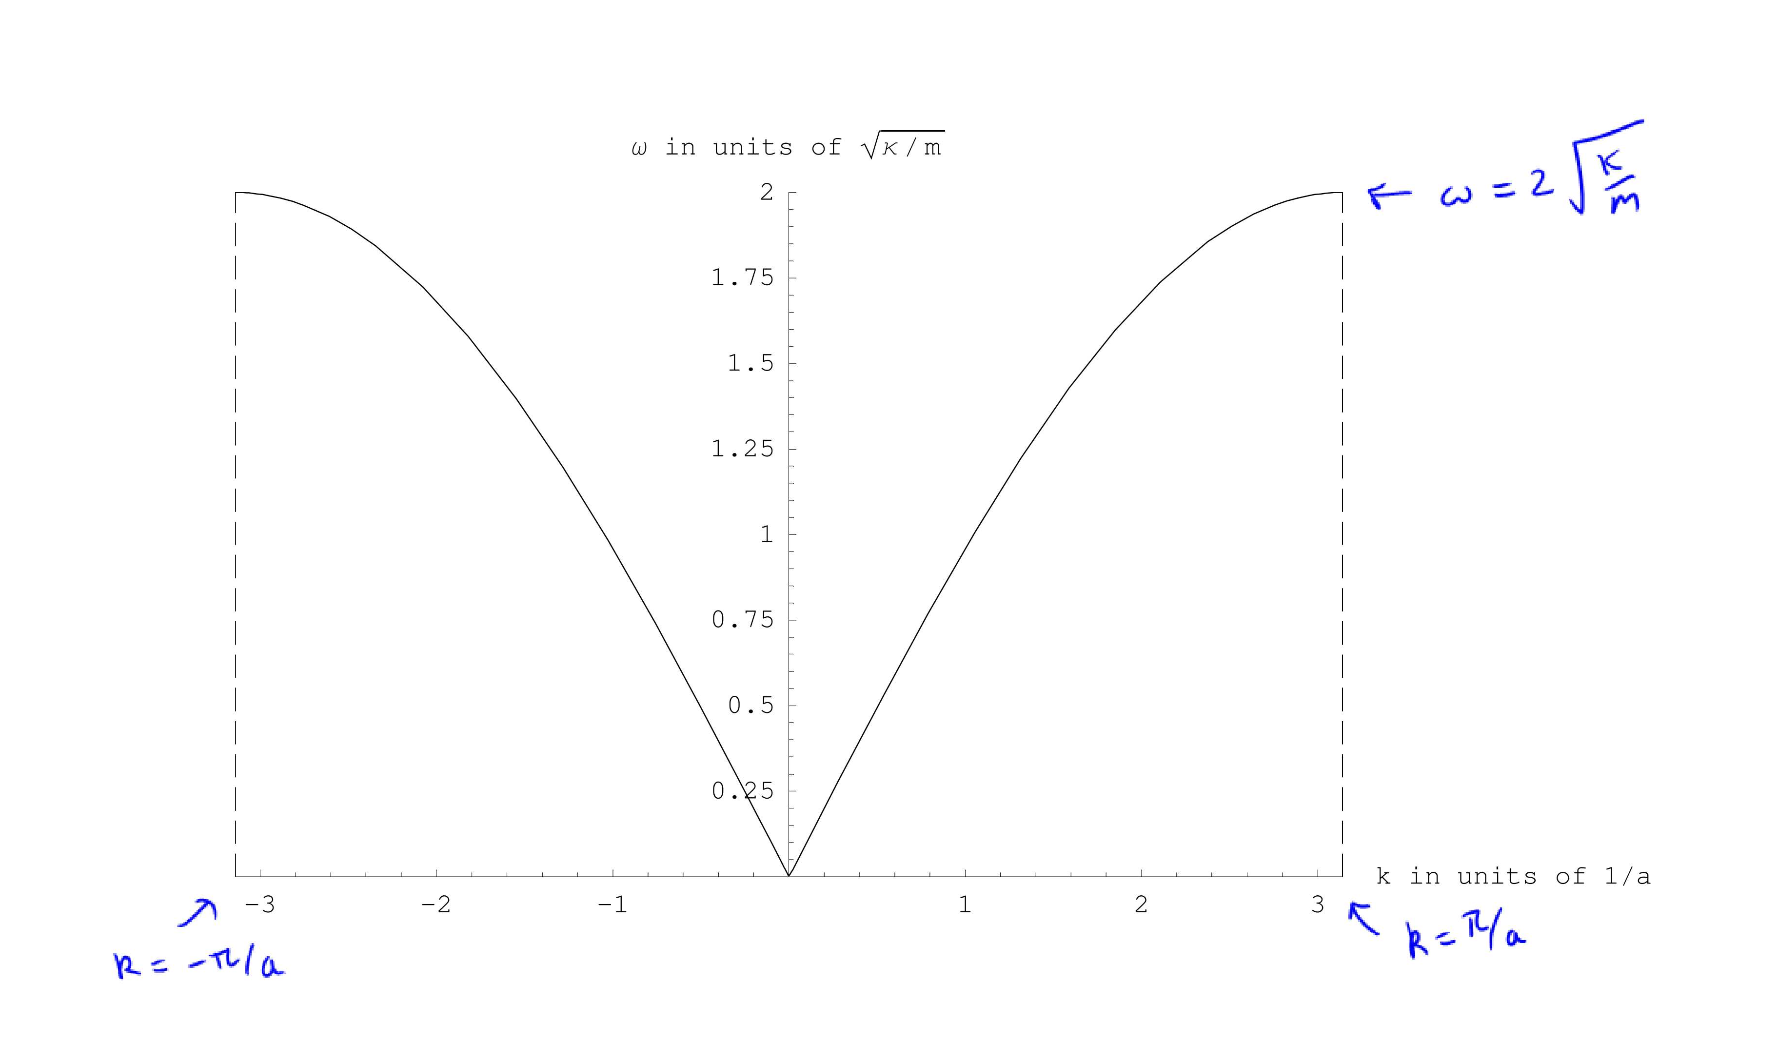 ω in units of √κ/m
2
← ω = 2 √κ/m
1.75
1.5
1.25
1
0.75
0.5
0.25
k in units of 1/a
-3
-2
-1
1
2
3
k = -π/a
k = π/a